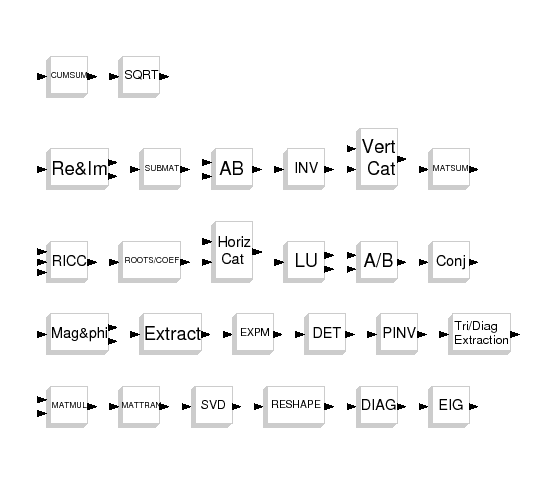 CUMSUM SQRT
Re&Im SUBMAT AB INV Vert Cat MATSUM
RICC ROOTS/COEF Horiz Cat LU A/B Conj
Mag&phi Extract EXPM DET PINV Tri/Diag Extraction
MATMUL MATTRAN SVD RESHAPE DIAG EIG